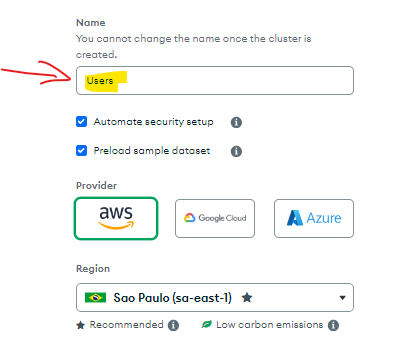 Name
You cannot change the name once the cluster is
created.
Users
Automate security setup
Preload sample dataset
Provider
aws
Google Cloud
Azure
Region
Sao Paulo (sa-east-1)
Recommended
Low carbon emissions